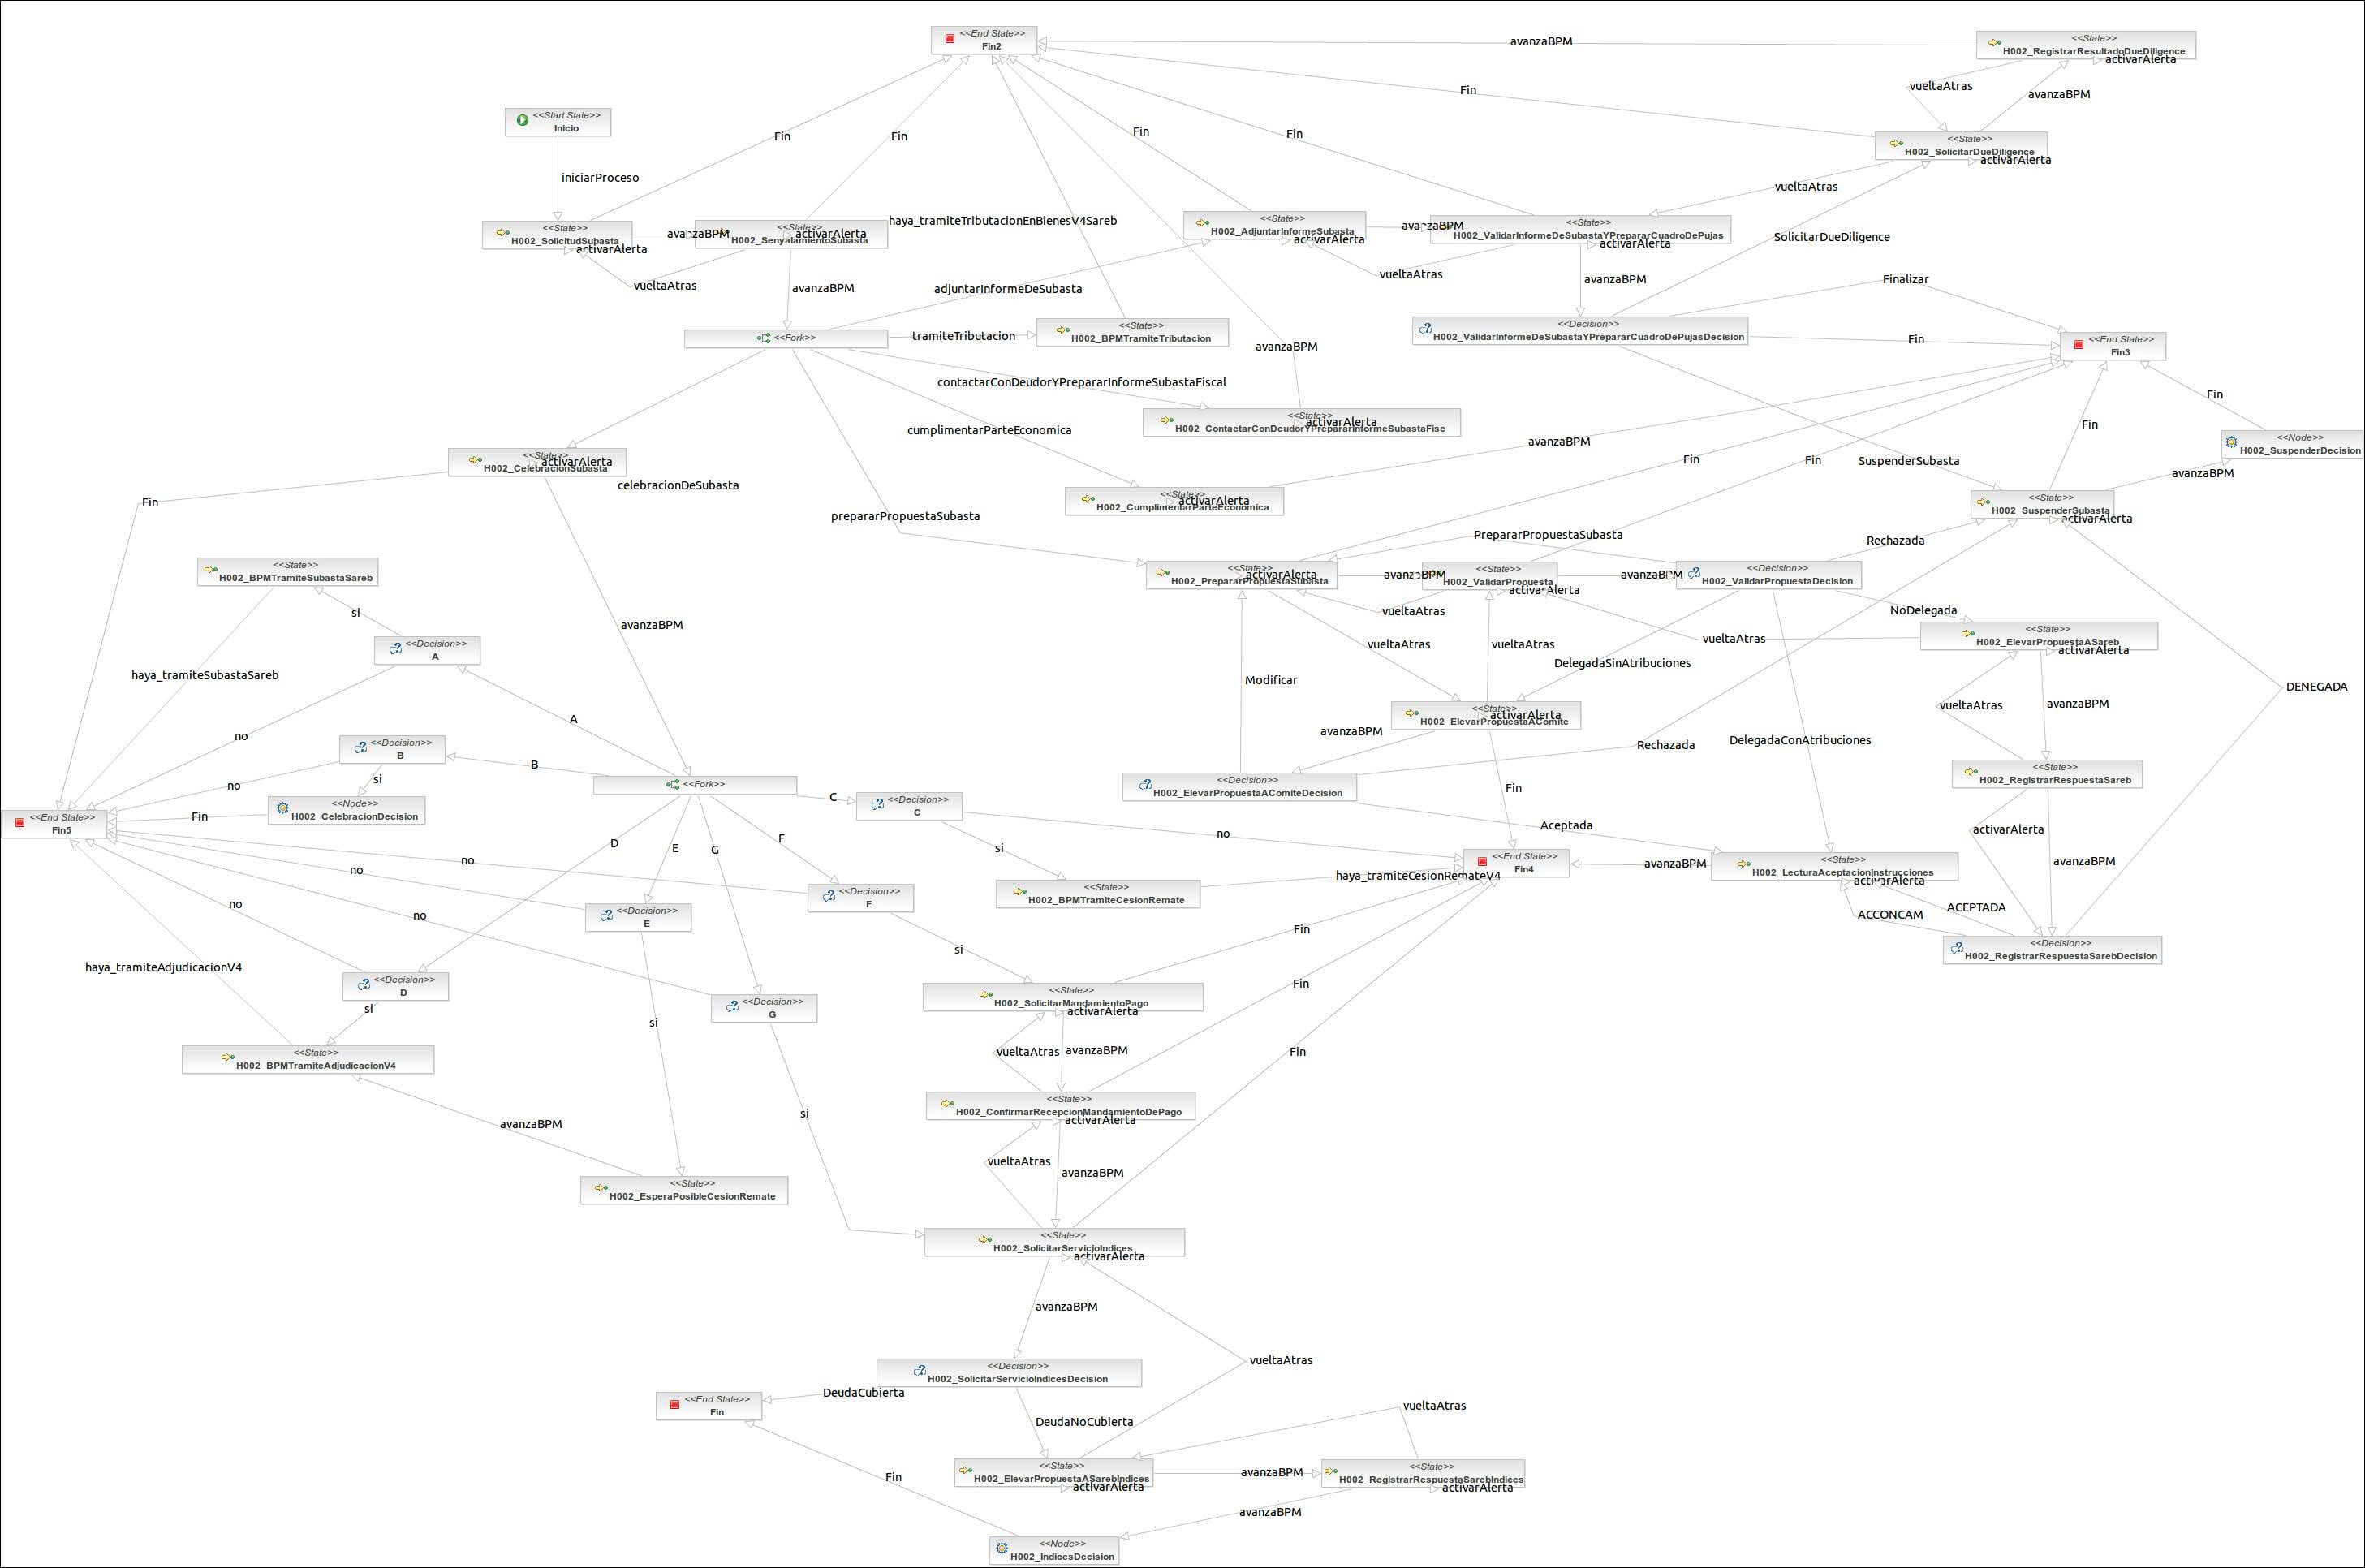 <<End State>>
Fin2
avanzaBPM
<<State>>
H002_RegistrarResultadoDueDiligence
activarAlerta
Fin
vueltaAtras
avanzaBPM
<<Start State>>
Inicio
Fin
Fin
Fin
Fin
<<State>>
H002_SolicitarDueDiligence
activarAlerta
iniciarProceso
vueltaAtras
<<State>>
H002_SolicitudSubasta
activarAlerta
avanzaBPM
<<State>>
H002_SenyalamientoSubasta
activarAlerta
haya_tramiteTributacionEnBienesV4Sareb
<<State>>
H002_AdjuntarInformeSubasta
activarAlerta
avanzaBPM
<<State>>
H002_ValidarInformeDeSubastaYPrepararCuadroDePujas
activarAlerta
SolicitarDueDiligence
vueltaAtras
avanzaBPM
adjuntarInformeDeSubasta
vueltaAtras
avanzaBPM
Finalizar
<<Fork>>
tramiteTributacion
<<State>>
H002_BPMTramiteTributacion
avanzaBPM
<<Decision>>
H002_ValidarInformeDeSubastaYPrepararCuadroDePujasDecision
Fin
<<End State>>
Fin3
contactarConDeudorYPrepararInformeSubastaFiscal
Fin
<<State>>
H002_ContactarConDeudorYPrepararInformeSubastaFisc
activarAlerta
cumplimentarParteEconomica
avanzaBPM
Fin
<<Node>>
H002_SuspenderDecision
<<State>>
H002_CelebracionSubasta
activarAlerta
celebracionDeSubasta
Fin
Fin
SuspenderSubasta
avanzaBPM
Fin
<<State>>
H002_CumplimentarParteEconomica
activarAlerta
<<State>>
H002_SuspenderSubasta
activarAlerta
prepararPropuestaSubasta
PrepararPropuestaSubasta
Rechazada
<<State>>
H002_BPMTramiteSubastaSareb
<<State>>
H002_PrepararPropuestaSubasta
activarAlerta
avanzaBPM
<<State>>
H002_ValidarPropuesta
activarAlerta
avanzaBPM
<<Decision>>
H002_ValidarPropuestaDecision
si
avanzaBPM
vueltaAtras
NoDelegada
<<State>>
H002_ElevarPropuestaASareb
activarAlerta
<<Decision>>
A
vueltaAtras
vueltaAtras
vueltaAtras
haya_tramiteSubastaSareb
Modificar
DelegadaSinAtribuciones
DENEGADA
A
<<State>>
H002_ElevarPropuestaAComite
activarAlerta
vueltaAtras
avanzaBPM
no
avanzaBPM
Rechazada
DelegadaConAtribuciones
<<Decision>>
B
B
<<State>>
H002_RegistrarRespuestaSareb
si
no
<<Fork>>
<<Decision>>
H002_ElevarPropuestaAComiteDecision
Fin
<<Node>>
H002_CelebracionDecision
C
<<Decision>>
C
<<End State>>
Fin5
Fin
Aceptada
activarAlerta
no
D
E
G
F
si
<<End State>>
Fin4
avanzaBPM
<<State>>
H002_LecturaAceptacionInstrucciones
activarAlerta
avanzaBPM
no
no
<<State>>
H002_BPMTramiteCesionRemate
haya_tramiteCesionRemateV4
<<Decision>>
F
no
no
<<Decision>>
E
ACONCAM
ACEPTADA
Fin
si
<<Decision>>
H002_RegistrarRespuestaSarebDecision
haya_tramiteAdjudicacionV4
<<Decision>>
D
Fin
<<State>>
H002_SolicitarMandamientoPago
activarAlerta
si
<<Decision>>
G
si
vueltaAtras
avanzaBPM
Fin
<<State>>
H002_BPMTramiteAdjudicacionV4
<<State>>
H002_ConfirmarRecepcionMandamientoDePago
activarAlerta
avanzaBPM
si
vueltaAtras
avanzaBPM
<<State>>
H002_EsperaPosibleCesionRemate
<<State>>
H002_SolicitarServicioIndices
activarAlerta
avanzaBPM
vueltaAtras
<<Decision>>
H002_SolicitarServicioIndicesDecision
DeudaCubierta
<<End State>>
Fin
DeudaNoCubierta
vueltaAtras
<<State>>
H002_ElevarPropuestaASarebIndices
activarAlerta
avanzaBPM
<<State>>
H002_RegistrarRespuestaSarebIndices
activarAlerta
Fin
avanzaBPM
<<Node>>
H002_IndicesDecision